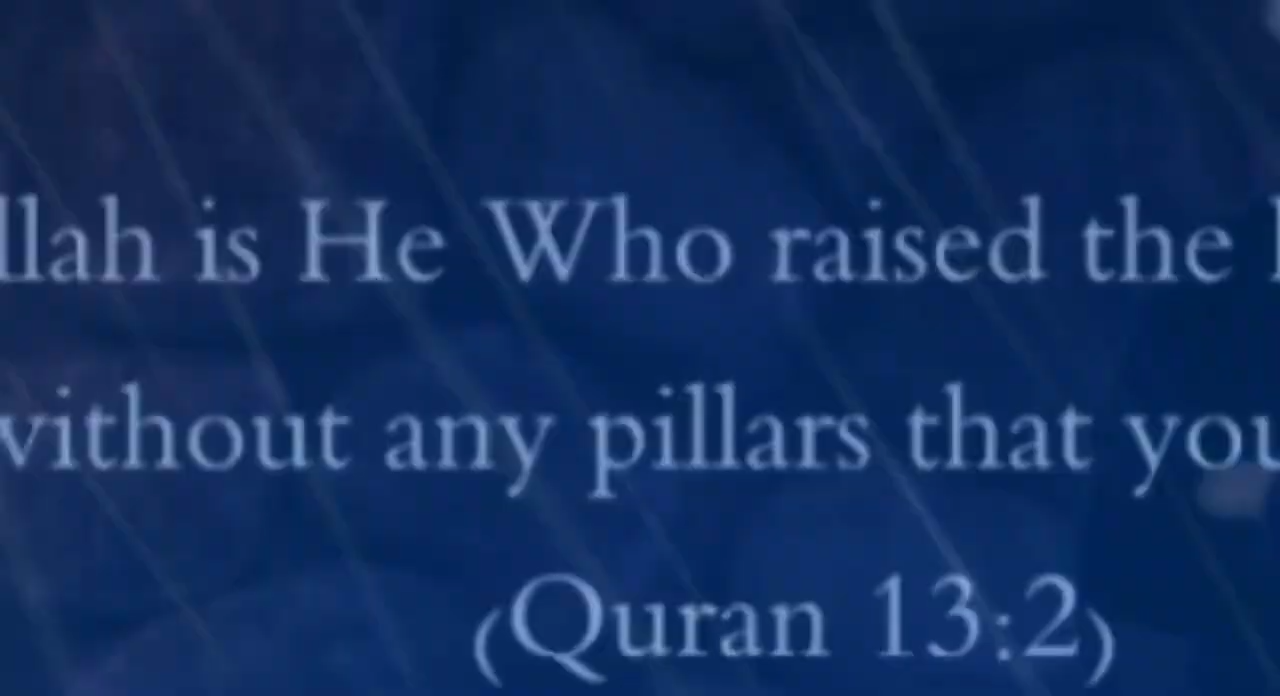 llah is He Who raised the
without any pillars that you
(Quran 13:2)